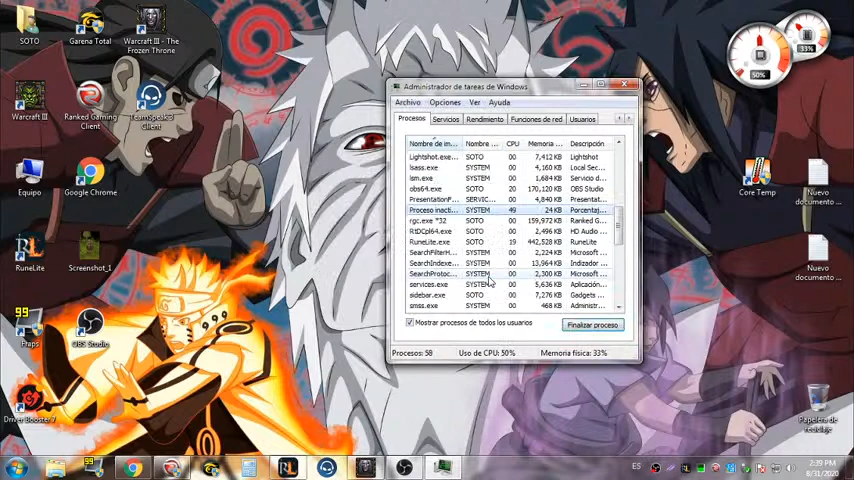 SOTO
Garena Total
Warcraft III - The
Frozen Throne
Warcraft III
Ranked Gaming
Client
TeamSpeak 3
Client
Equipo
Google Chrome
RuneLite
Screenshot_1
99
Fraps
OBS Studio
Driver Booster 7
50%
33%
Core Temp
Nuevo
documento ...
Nuevo
documento ...
Papelera de
reciclaje
Administrador de tareas de Windows
Archivo Opciones Ver Ayuda
Procesos Servicios Rendimiento Funciones de red Usuarios
Nombre de im... Nombre ... CPU Memoria ... Descripción
Lightshot.exe... SOTO 00 7,412 KB Lightshot
lsass.exe SYSTEM 00 4,160 KB Local Sec...
lsm.exe SYSTEM 00 1,684 KB Servicio d...
obs64.exe SOTO 20 170,120 KB OBS Studio
PresentationF... SERVIC... 00 4,840 KB Presentat...
Proceso inacti... SYSTEM 49 24 KB Porcentaj...
rgc.exe *32 SOTO 00 159,972 KB Ranked G...
RtDCpl64.exe SOTO 00 2,496 KB HD Audio ...
RuneLite.exe SOTO 19 442,528 KB RuneLite
SearchFilterH... SYSTEM 00 2,224 KB Microsoft ...
SearchIndexe... SYSTEM 00 13,964 KB Indizador ...
SearchProtoc... SYSTEM 00 2,300 KB Microsoft ...
services.exe SYSTEM 00 5,636 KB Aplicación...
sidebar.exe SOTO 00 7,276 KB Gadgets ...
smss.exe SYSTEM 00 468 KB Administr...
Mostrar procesos de todos los usuarios
Finalizar proceso
Procesos: 58 Uso de CPU: 50% Memoria física: 33%
99
RL
ES
2:39 PM
8/31/2020